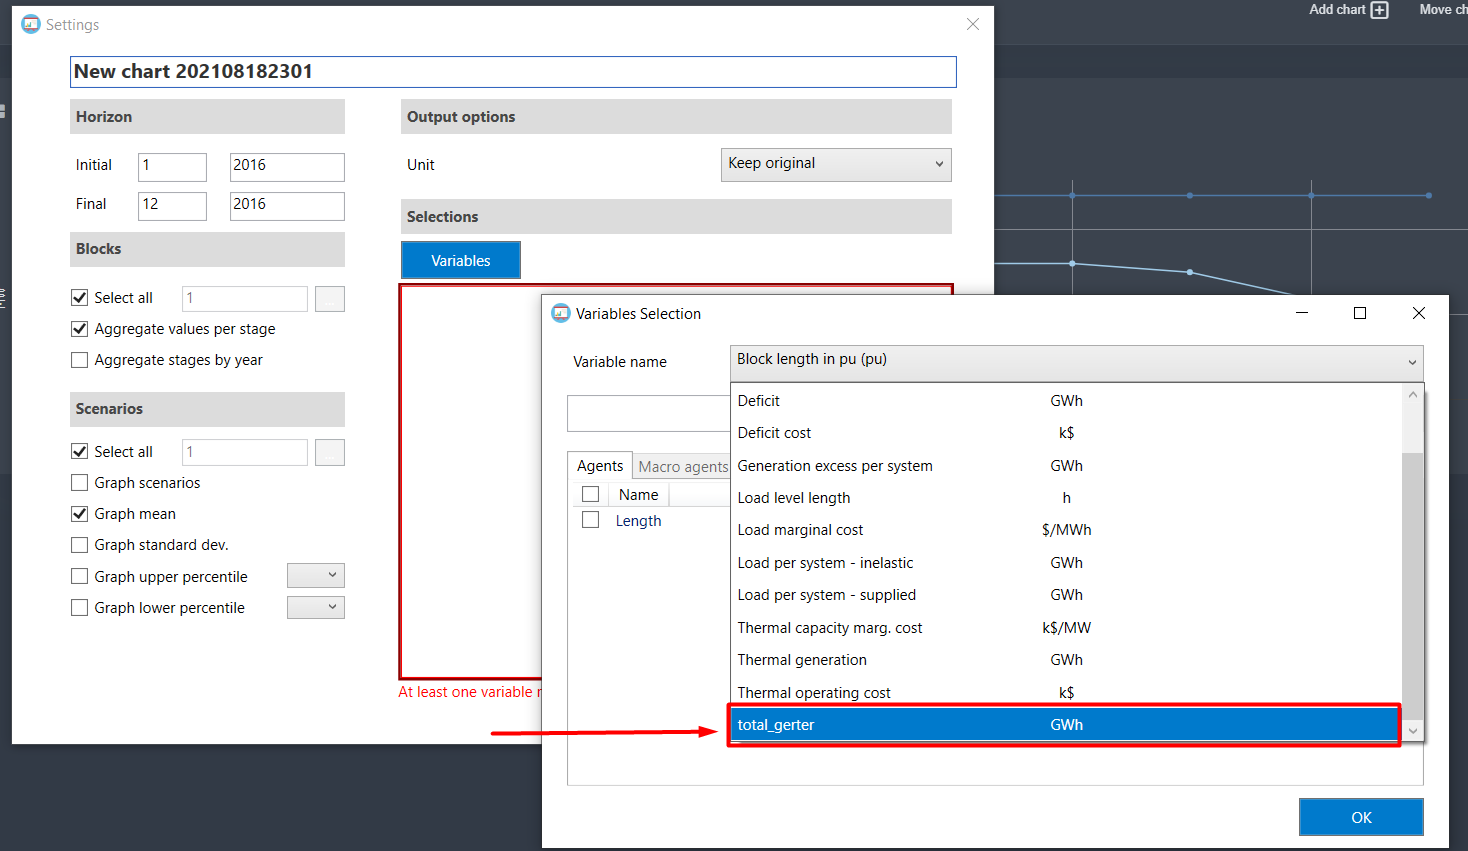 Add chart
Move ch
Settings
New chart 202108182301
Horizon
Initial 1 2016
Final 12 2016
Blocks
Select all 1
Aggregate values per stage
Aggregate stages by year
Scenarios
Select all 1
Graph scenarios
Graph mean
Graph standard dev.
Graph upper percentile
Graph lower percentile
Output options
Unit Keep original
Selections
Variables
At least one variable r
Variables Selection
Variable name Block length in pu (pu)
Agents Macro agents
Name
Length
Deficit GWh
Deficit cost k$
Generation excess per system GWh
Load level length h
Load marginal cost $/MWh
Load per system - inelastic GWh
Load per system - supplied GWh
Thermal capacity marg. cost k$/MW
Thermal generation GWh
Thermal operating cost k$
total_gerter GWh
OK